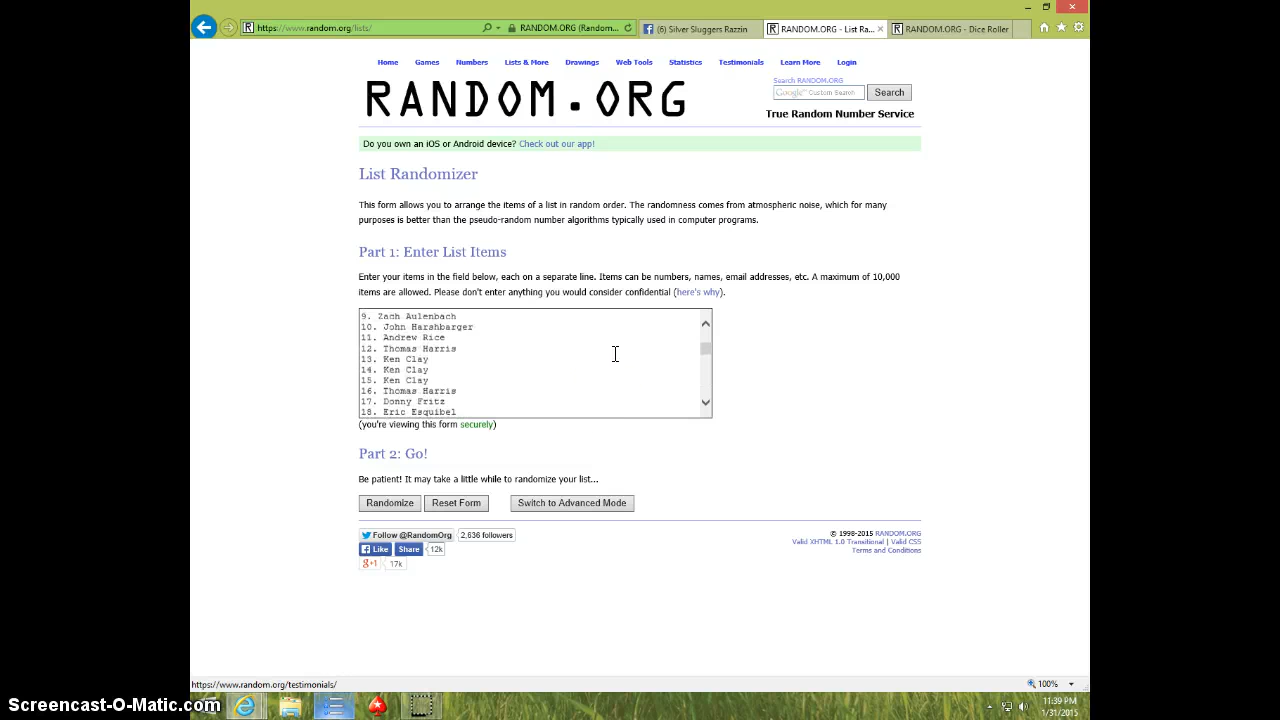 https://www.random.org/lists/
RANDOM.ORG (Random...
(6) Silver Sluggers Razzin
RANDOM.ORG - List Ra...
RANDOM.ORG - Dice Roller
Home Games Numbers Lists & More Drawings Web Tools Statistics Testimonials Learn More Login
RANDOM.ORG
Search RANDOM.ORG
Google™ Custom Search
Search
True Random Number Service
Do you own an iOS or Android device? Check out our app!
List Randomizer
This form allows you to arrange the items of a list in random order. The randomness comes from atmospheric noise, which for many
purposes is better than the pseudo-random number algorithms typically used in computer programs.
Part 1: Enter List Items
Enter your items in the field below, each on a separate line. Items can be numbers, names, email addresses, etc. A maximum of 10,000
items are allowed. Please don't enter anything you would consider confidential (here's why).
9. Zach Aulenbach
10. John Harshbarger
11. Andrew Rice
12. Thomas Harris
13. Ken Clay
14. Ken Clay
15. Ken Clay
16. Thomas Harris
17. Donny Fritz
18. Eric Esquibel
(you're viewing this form securely)
Part 2: Go!
Be patient! It may take a little while to randomize your list...
Randomize Reset Form Switch to Advanced Mode
Follow @RandomOrg 2,636 followers
Like Share 12k
g+1 17k
© 1998-2015 RANDOM.ORG
Valid XHTML 1.0 Transitional | Valid CSS
Terms and Conditions
https://www.random.org/testimonials/
100%
11:39 PM
1/31/2015
Screencast-O-Matic.com